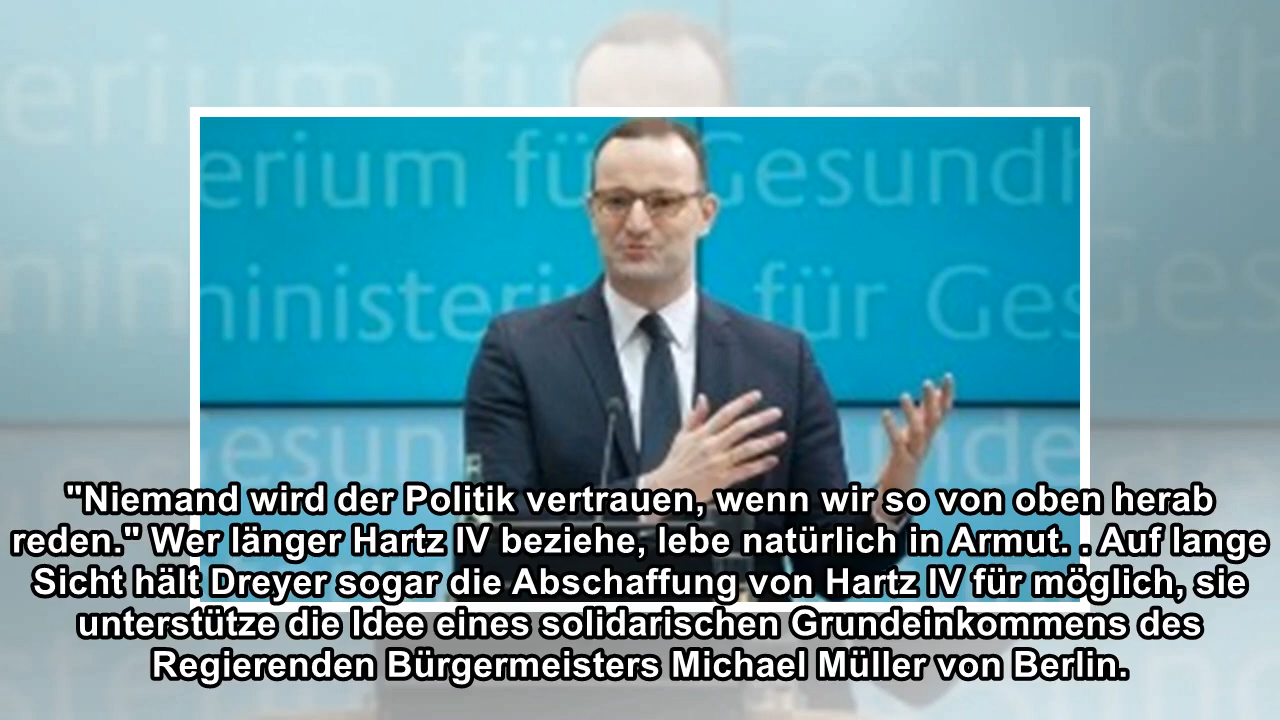 erium für Gesundh
ministerium für Ges
Gesun
"Niemand wird der Politik vertrauen, wenn wir so von oben herab
reden." Wer länger Hartz IV beziehe, lebe natürlich in Armut. . Auf lange
Sicht hält Dreyer sogar die Abschaffung von Hartz IV für möglich, sie
unterstütze die Idee eines solidarischen Grundeinkommens des
Regierenden Bürgermeisters Michael Müller von Berlin.